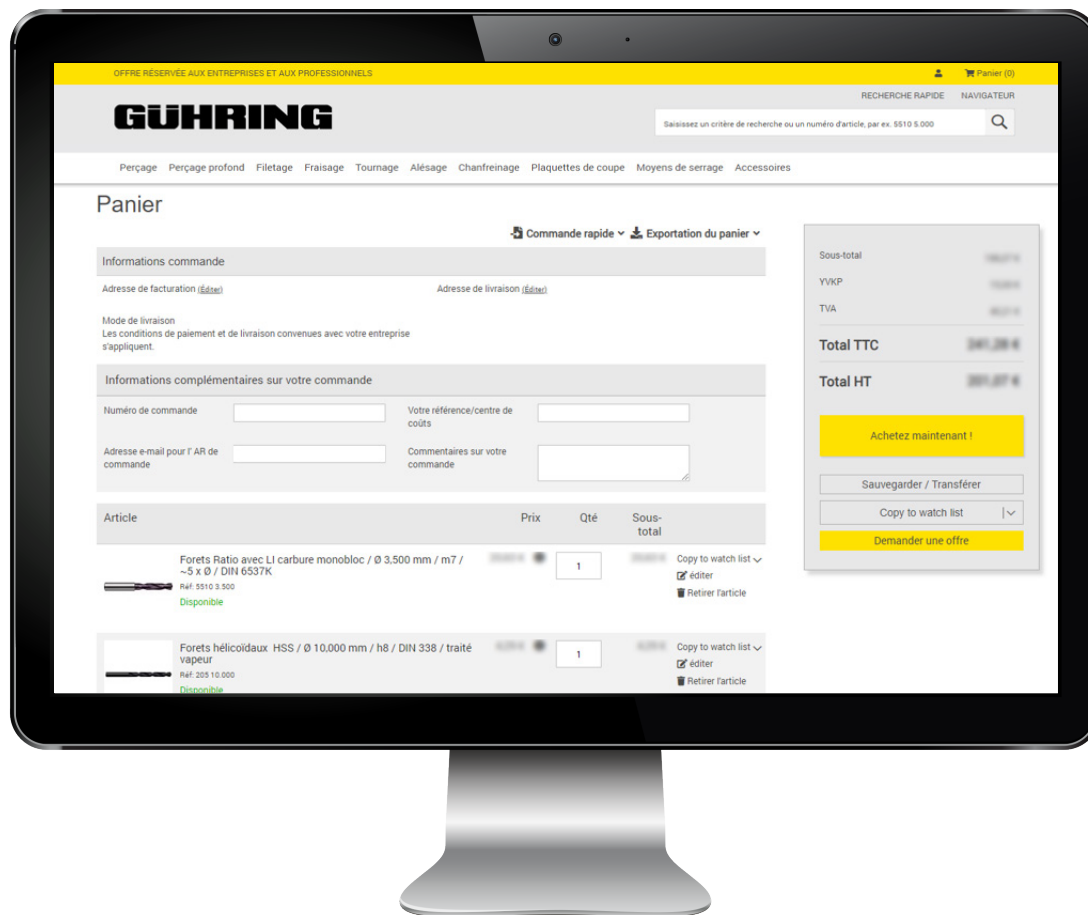 OFFRE RÉSERVÉE AUX ENTREPRISES ET AUX PROFESSIONNELS
Panier (0)
RECHERCHE RAPIDE NAVIGATEUR
GÜHRING
Saisissez un critère de recherche ou un numéro d'article, par ex. 5510 5.000
Perçage Perçage profond Filetage Fraisage Tournage Alésage Chanfreinage Plaquettes de coupe Moyens de serrage Accessoires
Panier
Commande rapide Exportation du panier
Informations commande
Adresse de facturation (Éditer)
Adresse de livraison (Éditer)
Mode de livraison
Les conditions de paiement et de livraison convenues avec votre entreprise
s'appliquent.
Informations complémentaires sur votre commande
Numéro de commande
Votre référence/centre de
coûts
Adresse e-mail pour l' AR de
commande
Commentaires sur votre
commande
Article Prix Qté Sous-
total
Forets Ratio avec LI carbure monobloc / Ø 3,500 mm / m7 /
~5 x Ø / DIN 6537K
Réf: 5510 3.500
Disponible
1
Copy to watch list
éditer
Retirer l'article
Forets hélicoïdaux HSS / Ø 10,000 mm / h8 / DIN 338 / traité
vapeur
Réf: 205 10.000
Disponible
1
Copy to watch list
éditer
Retirer l'article
Sous-total
YVKP
TVA
Total TTC
Total HT
Achetez maintenant !
Sauvegarder / Transférer
Copy to watch list
Demander une offre